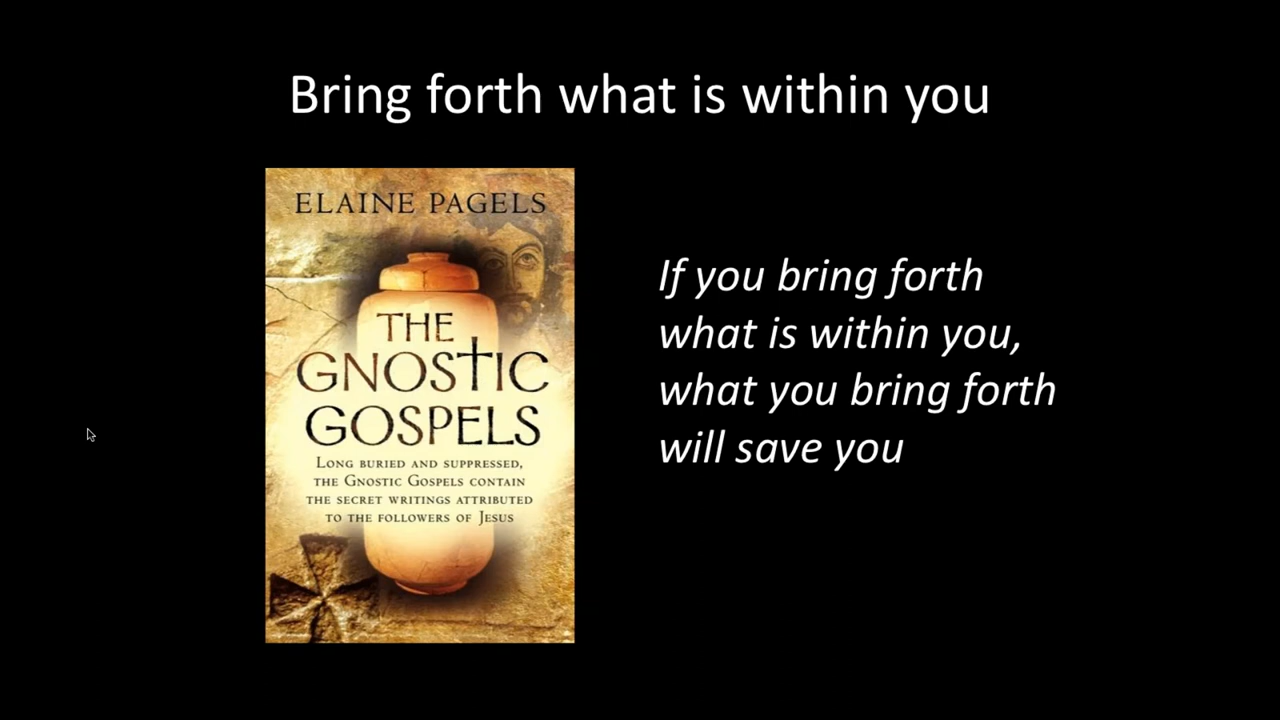 Bring forth what is within you
ELAINE PAGELS
THE
GNOSTIC
GOSPELS
LONG BURIED AND SUPPRESSED,
THE GNOSTIC GOSPELS CONTAIN
THE SECRET WRITINGS ATTRIBUTED
TO THE FOLLOWERS OF JESUS
If you bring forth
what is within you,
what you bring forth
will save you